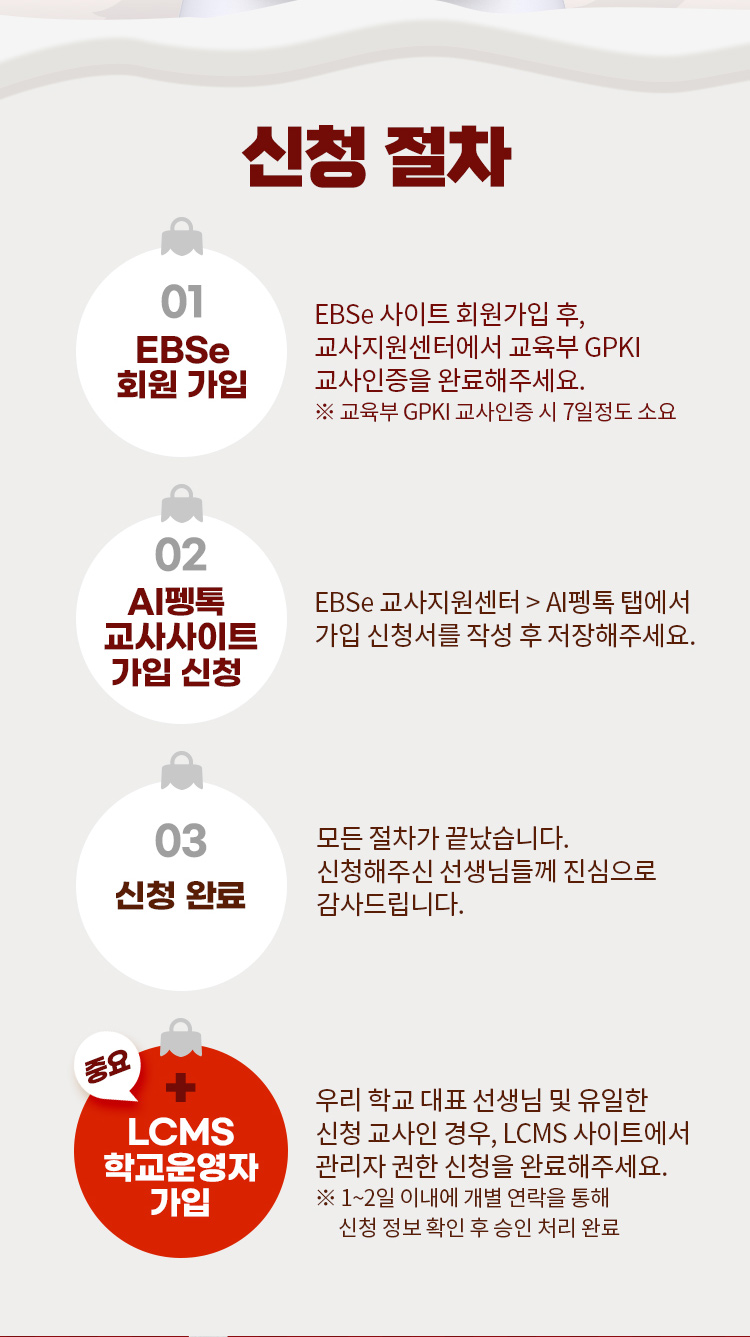 신청 절차
01
EBSe
회원 가입
EBSe 사이트 회원가입 후,
교사지원센터에서 교육부 GPKI
교사인증을 완료해주세요.
※ 교육부 GPKI 교사인증 시 7일정도 소요
02
AI펭톡
교사사이트
가입 신청
EBSe 교사지원센터 > AI펭톡 탭에서
가입 신청서를 작성 후 저장해주세요.
03
신청 완료
모든 절차가 끝났습니다.
신청해주신 선생님들께 진심으로
감사드립니다.
중요
+
LCMS
학교운영자
가입
우리 학교 대표 선생님 및 유일한
신청 교사인 경우, LCMS 사이트에서
관리자 권한 신청을 완료해주세요.
※ 1~2일 이내에 개별 연락을 통해
신청 정보 확인 후 승인 처리 완료